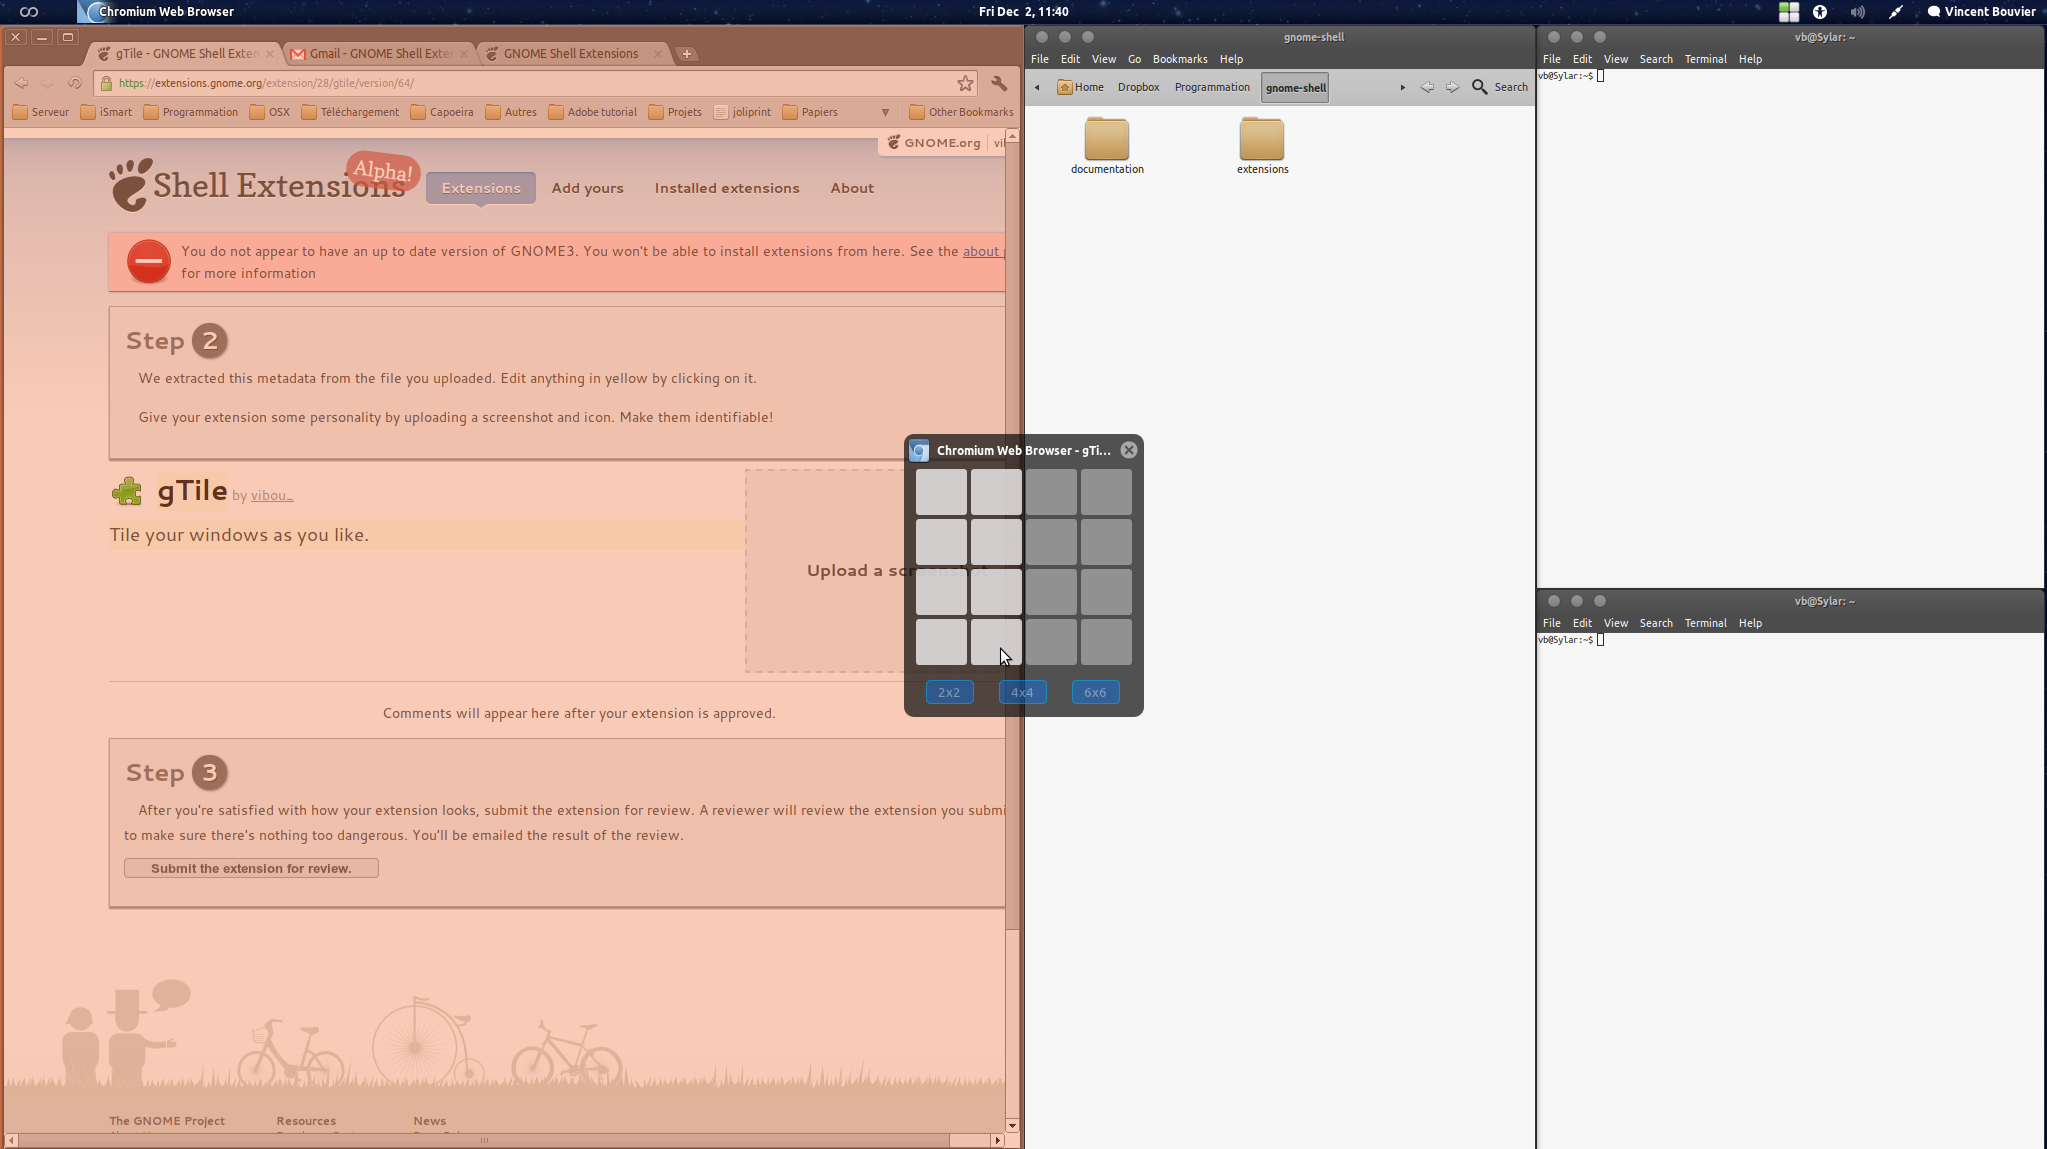 Chromium Web Browser
Fri Dec 2, 11:40
Vincent Bouvier
gTile - GNOME Shell Exten
Gmail - GNOME Shell Exte
GNOME Shell Extensions
https://extensions.gnome.org/extension/28/gtile/version/64/
Serveur
iSmart
Programmation
OSX
Téléchargement
Capoeira
Autres
Adobe tutorial
Projets
joliprint
Papiers
Other Bookmarks
GNOME.org
Shell Extensions
Alpha!
Extensions
Add yours
Installed extensions
About
You do not appear to have an up to date version of GNOME3. You won't be able to install extensions from here. See the about
for more information
Step 2
We extracted this metadata from the file you uploaded. Edit anything in yellow by clicking on it.
Give your extension some personality by uploading a screenshot and icon. Make them identifiable!
gTile by vibou_
Tile your windows as you like.
Upload a screenshot
Comments will appear here after your extension is approved.
Step 3
After you're satisfied with how your extension looks, submit the extension for review. A reviewer will review the extension you submi
to make sure there's nothing too dangerous. You'll be emailed the result of the review.
Submit the extension for review.
The GNOME Project
Resources
News
Chromium Web Browser - gTi...
2x2
4x4
6x6
gnome-shell
File Edit View Go Bookmarks Help
Home
Dropbox
Programmation
gnome-shell
Search
documentation
extensions
vb@Sylar: ~
File Edit View Search Terminal Help
vb@Sylar:~$
vb@Sylar: ~
File Edit View Search Terminal Help
vb@Sylar:~$